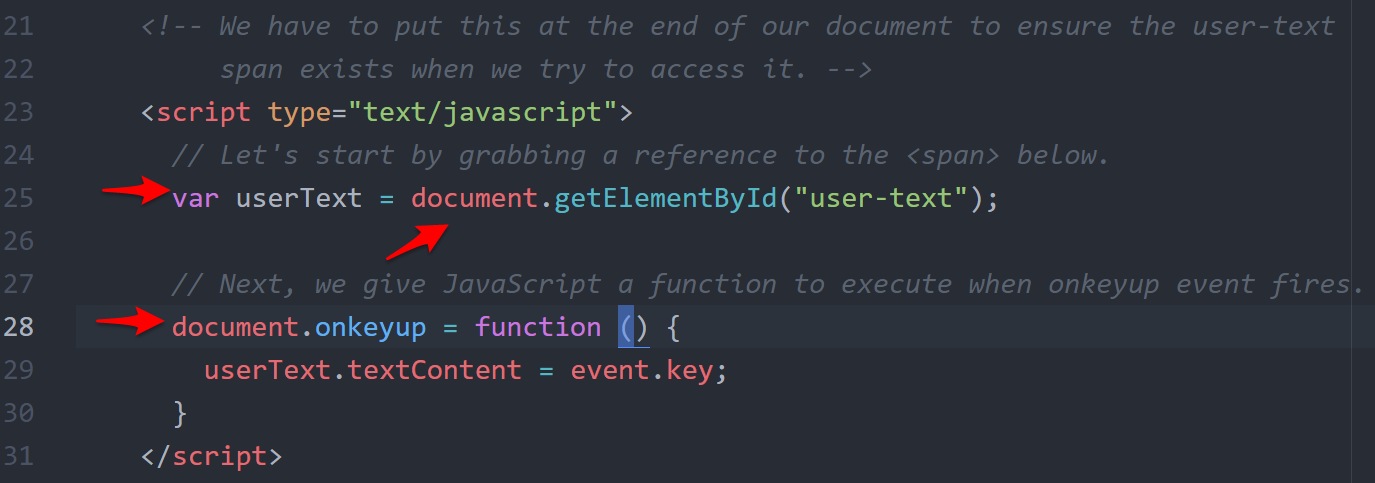 21 <!-- We have to put this at the end of our document to ensure the user-text
22 span exists when we try to access it. -->
23 <script type="text/javascript">
24 // Let's start by grabbing a reference to the <span> below.
25 var userText = document.getElementById("user-text");
26
27 // Next, we give JavaScript a function to execute when onkeyup event fires.
28 document.onkeyup = function () {
29 userText.textContent = event.key;
30 }
31 </script>